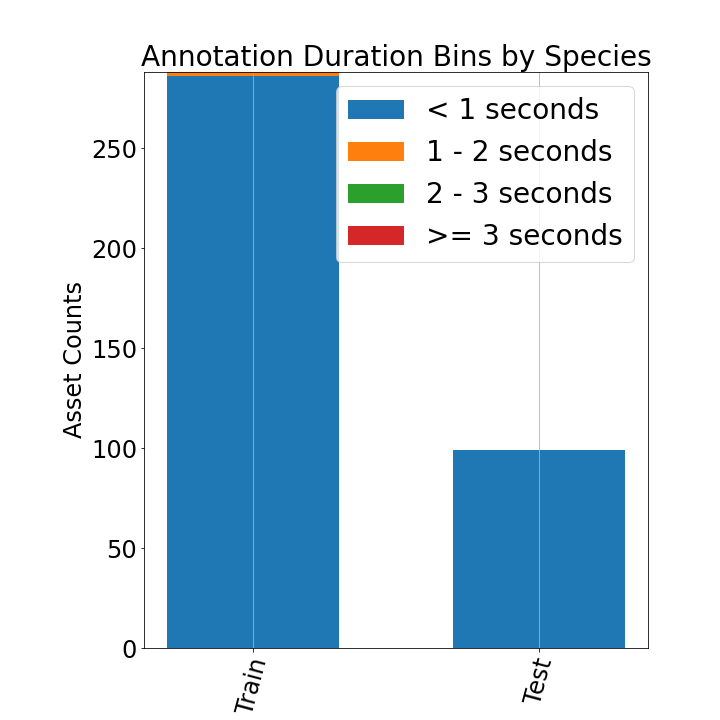 Annotation Duration Bins by Species
< 1 seconds
1 - 2 seconds
2 - 3 seconds
>= 3 seconds
Asset Counts
250
200
150
100
50
0
Train
Test